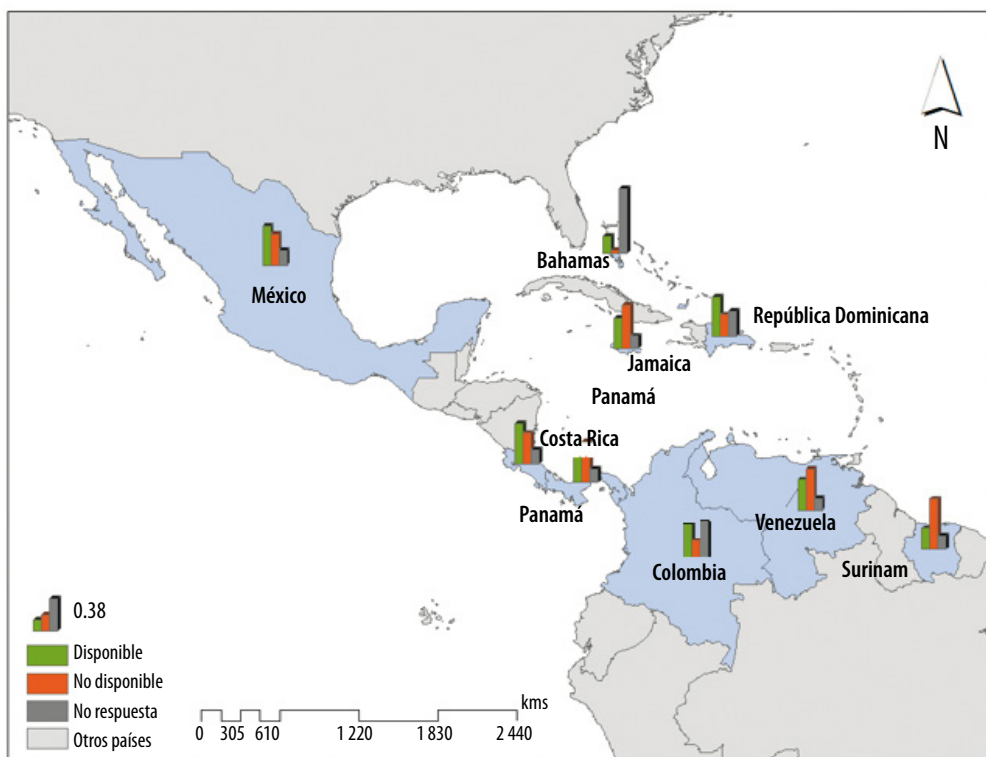 N
Bahamas
México
República Dominicana
Jamaica
Panamá
Costa Rica
Panamá
Venezuela
Colombia
Surinam
0.38
Disponible
No disponible
No respuesta
Otros países
kms
0 305 610 1 220 1 830 2 440